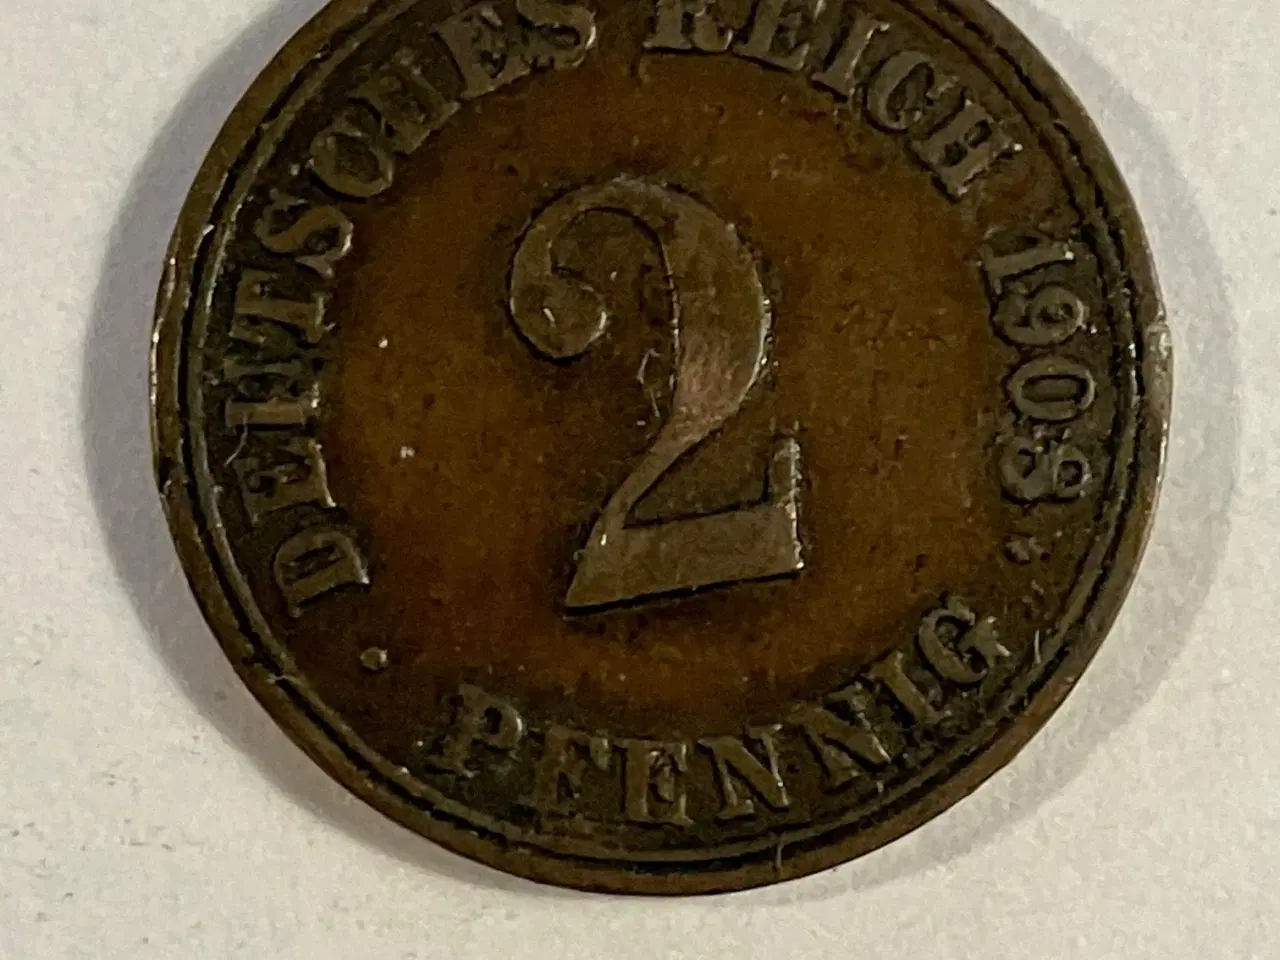 DEUTSCHES REICH 1908
2
PFENNIG